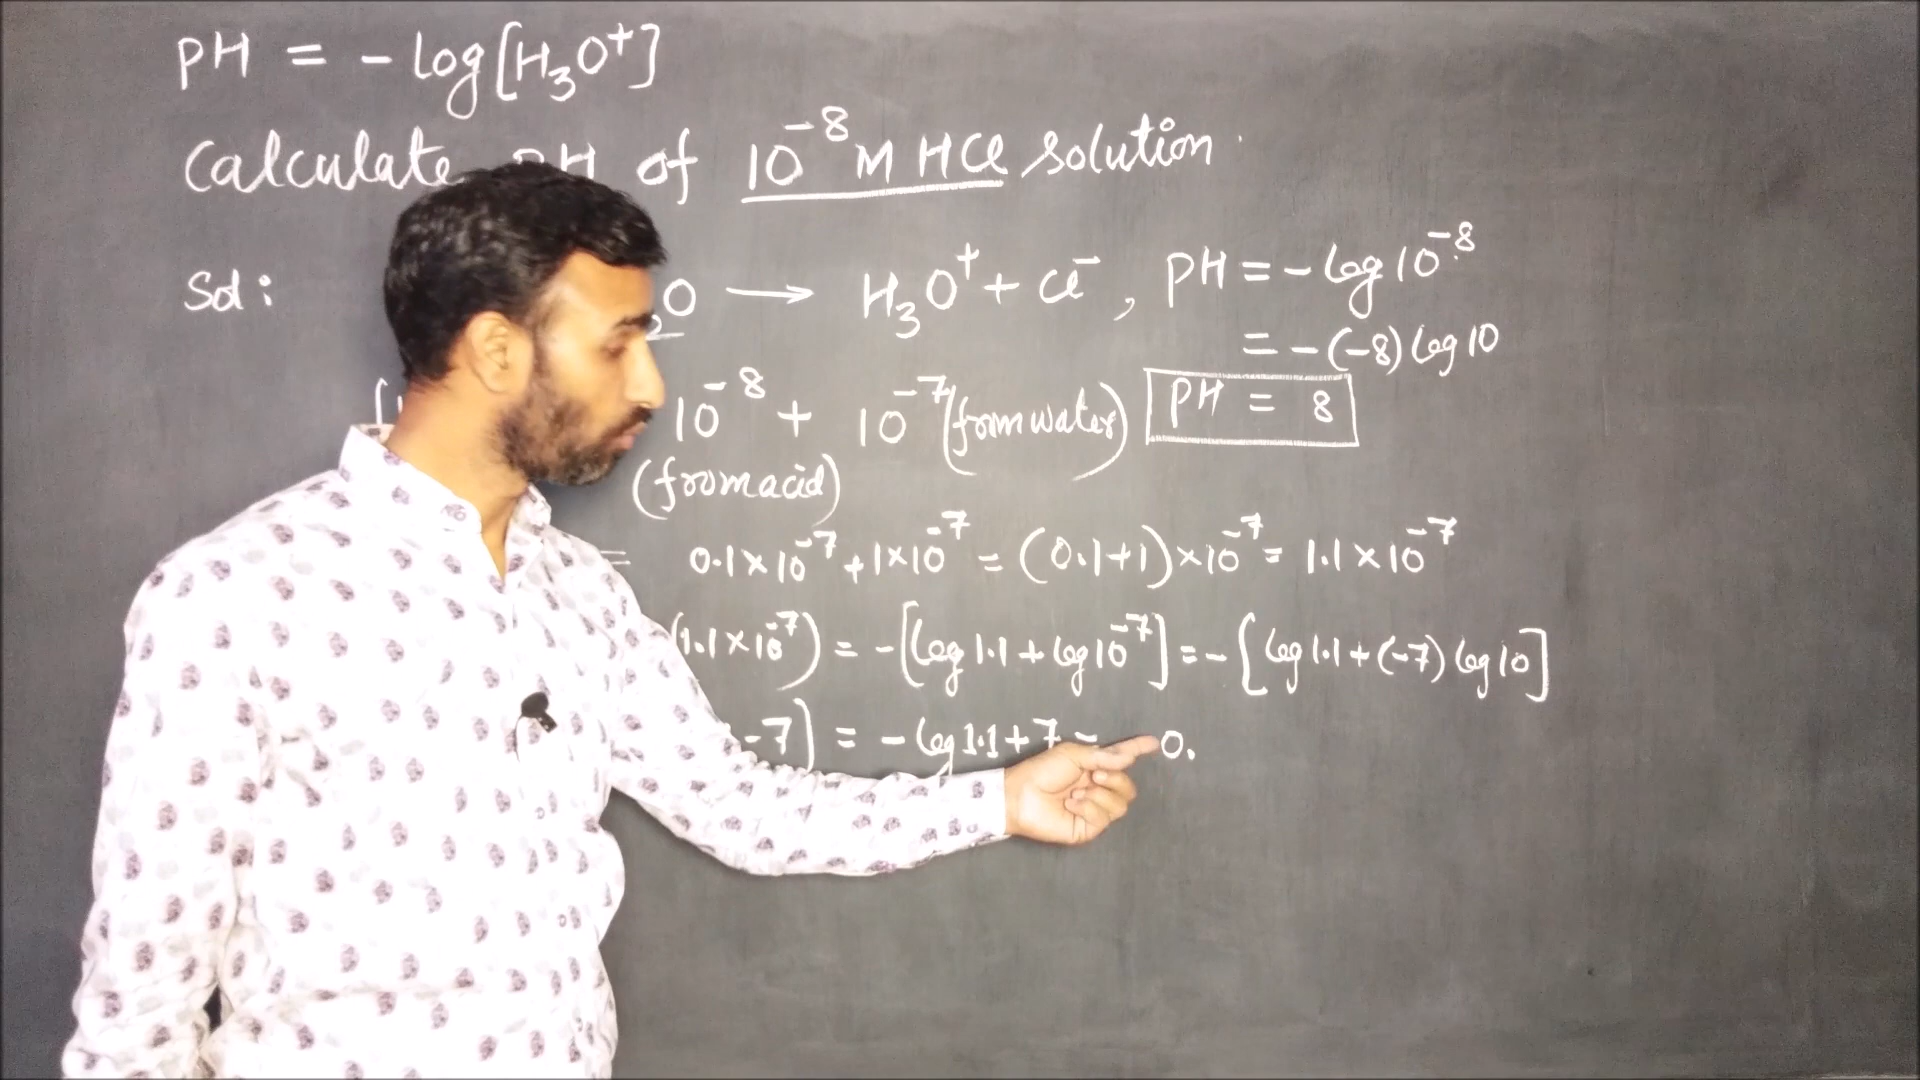 PH = - log[H₃O⁺]
Calculate PH of 10⁻⁸ M HCl solution.
Sol: ₂O ⟶ H₃O⁺ + Cl⁻, PH = - log 10⁻⁸
= -(-8) log 10
10⁻⁸ + 10⁻⁷ (from water) PH = 8
(from acid)
= 0.1×10⁻⁷ + 1×10⁻⁷ = (0.1+1)×10⁻⁷ = 1.1×10⁻⁷
(1.1×10⁻⁷) = -[log 1.1 + log 10⁻⁷] = -[log 1.1 + (-7) log 10]
-7] = - log 1.1 + 7 - 0.